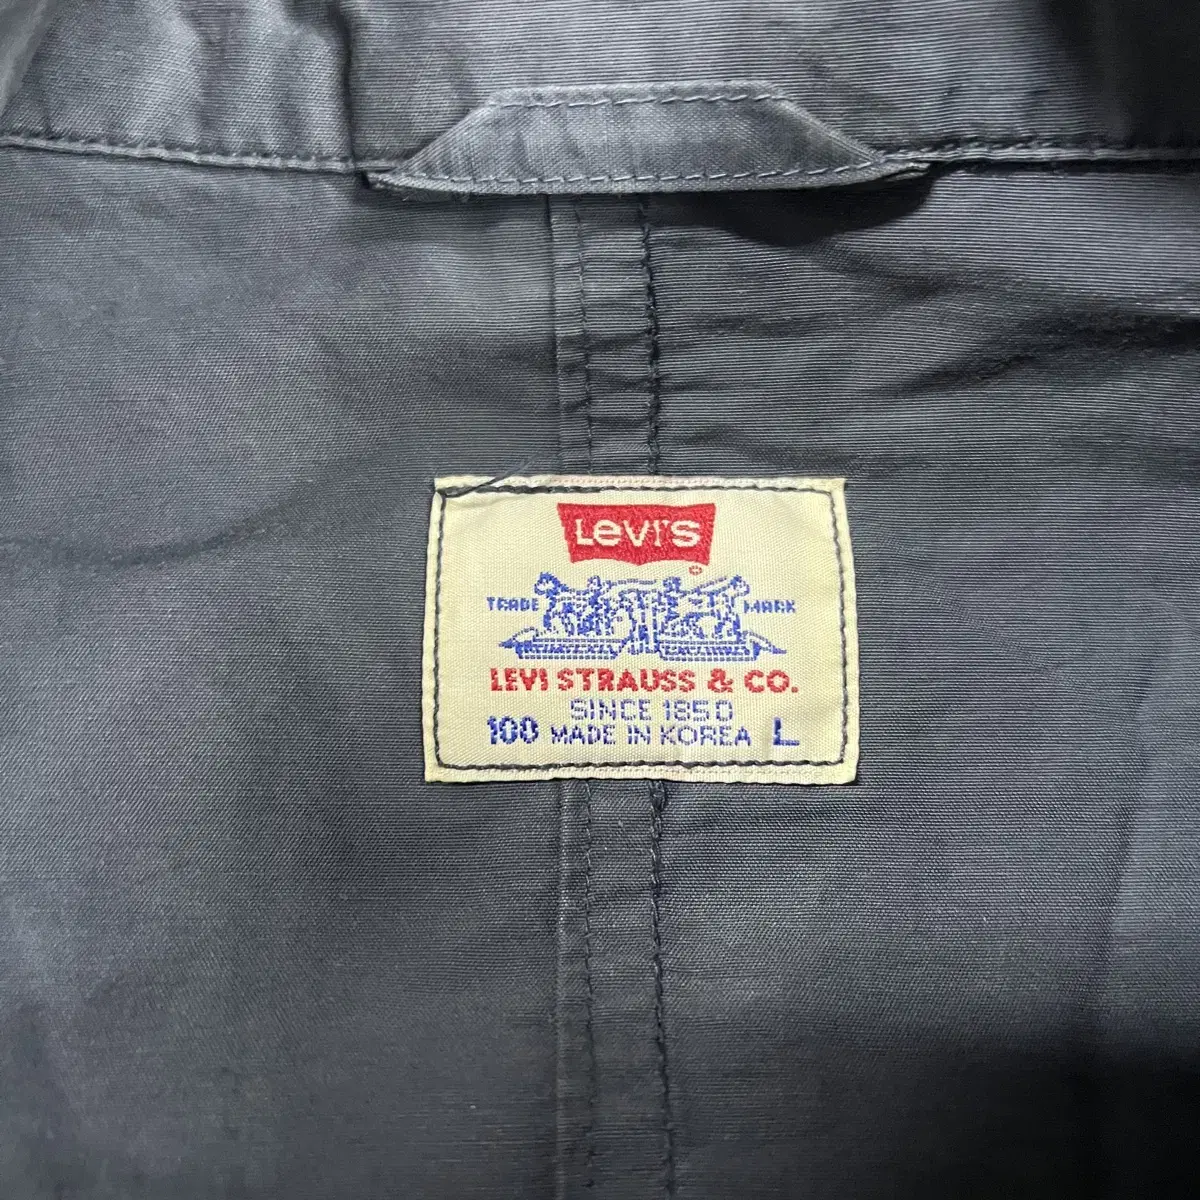 Levi's
®
TRADE MARK
LEVI STRAUSS & CO.
SINCE 1850
100 MADE IN KOREA L